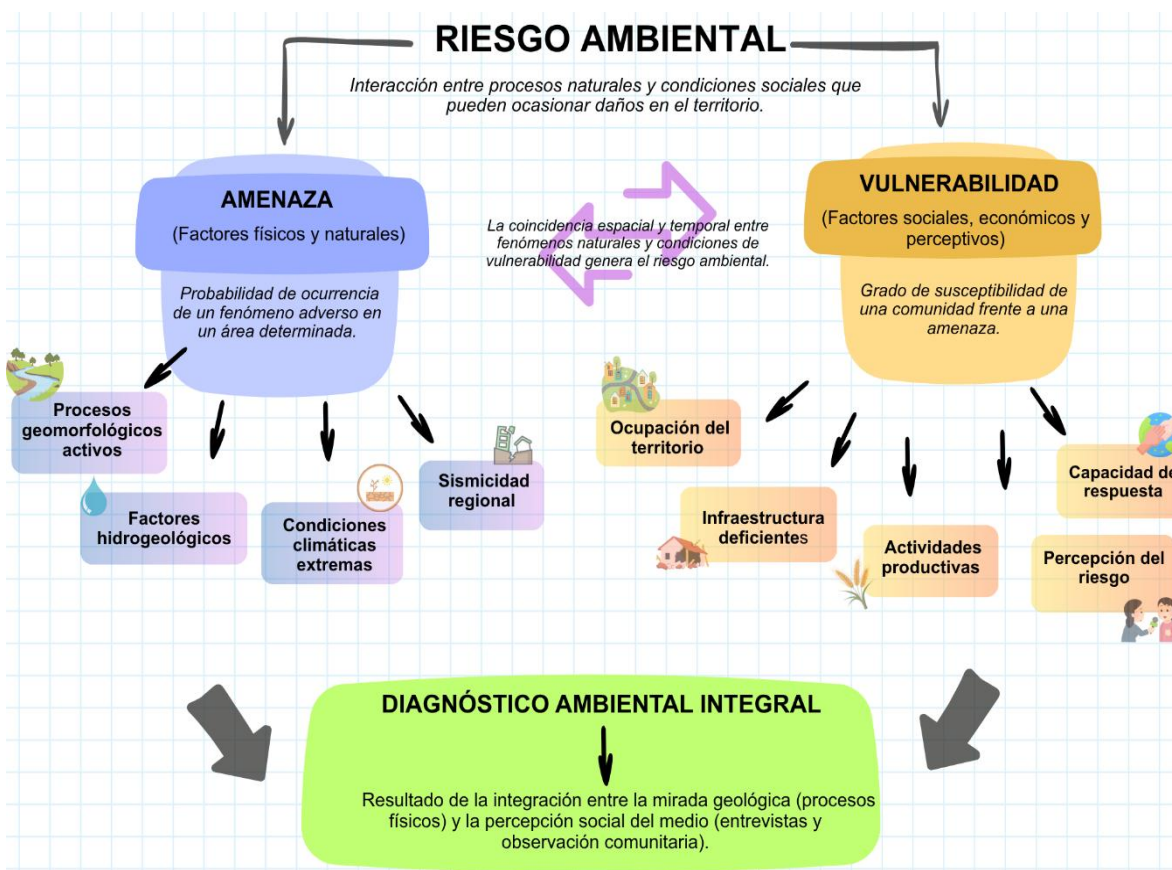 RIESGO AMBIENTAL
Interacción entre procesos naturales y condiciones sociales que
pueden ocasionar daños en el territorio.
AMENAZA
(Factores físicos y naturales)
Probabilidad de ocurrencia
de un fenómeno adverso en
un área determinada.
La coincidencia espacial y temporal entre
fenómenos naturales y condiciones de
vulnerabilidad genera el riesgo ambiental.
VULNERABILIDAD
(Factores sociales, económicos y
perceptivos)
Grado de susceptibilidad de
una comunidad frente a una
amenaza.
Procesos
geomorfológicos
activos
Factores
hidrogeológicos
Condiciones
climáticas
extremas
Sismicidad
regional
Ocupación del
territorio
Infraestructura
deficientes
Actividades
productivas
Capacidad de
respuesta
Percepción del
riesgo
DIAGNÓSTICO AMBIENTAL INTEGRAL
Resultado de la integración entre la mirada geológica (procesos
físicos) y la percepción social del medio (entrevistas y
observación comunitaria).